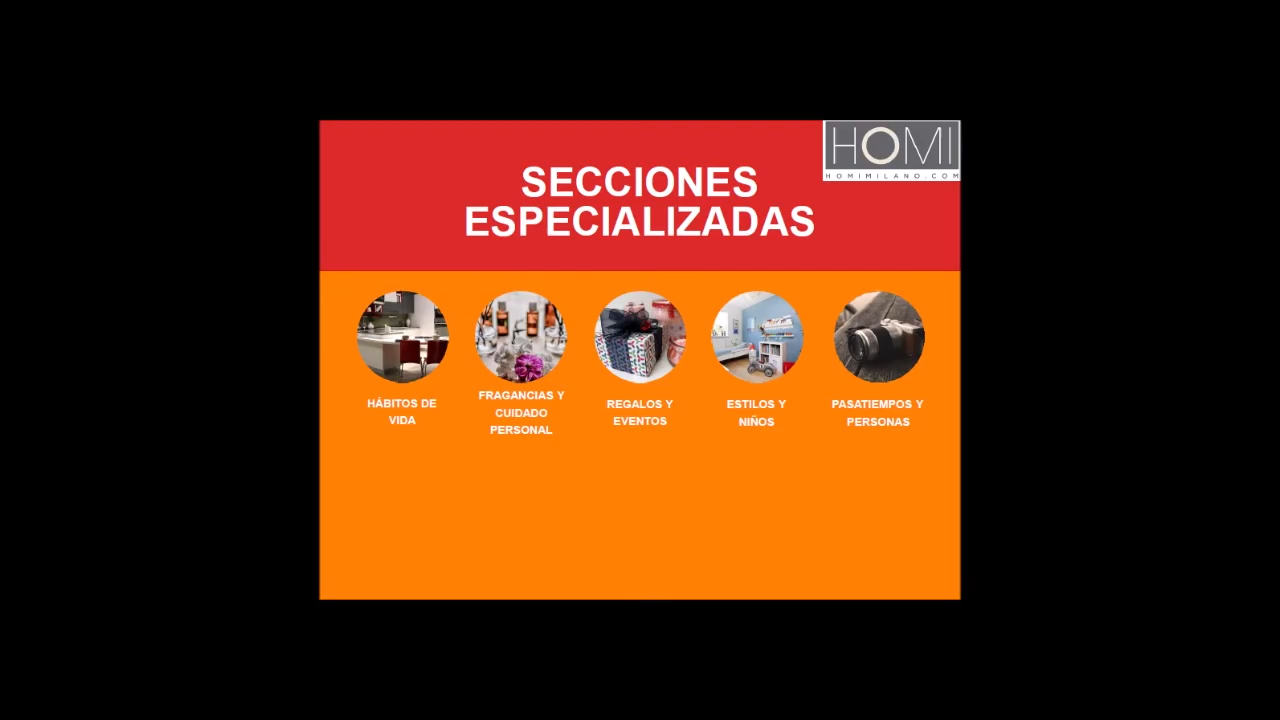 HOMI
HOMIMILANO.COM
SECCIONES
ESPECIALIZADAS
HÁBITOS DE
VIDA
FRAGANCIAS Y
CUIDADO
PERSONAL
REGALOS Y
EVENTOS
ESTILOS Y
NIÑOS
PASATIEMPOS Y
PERSONAS